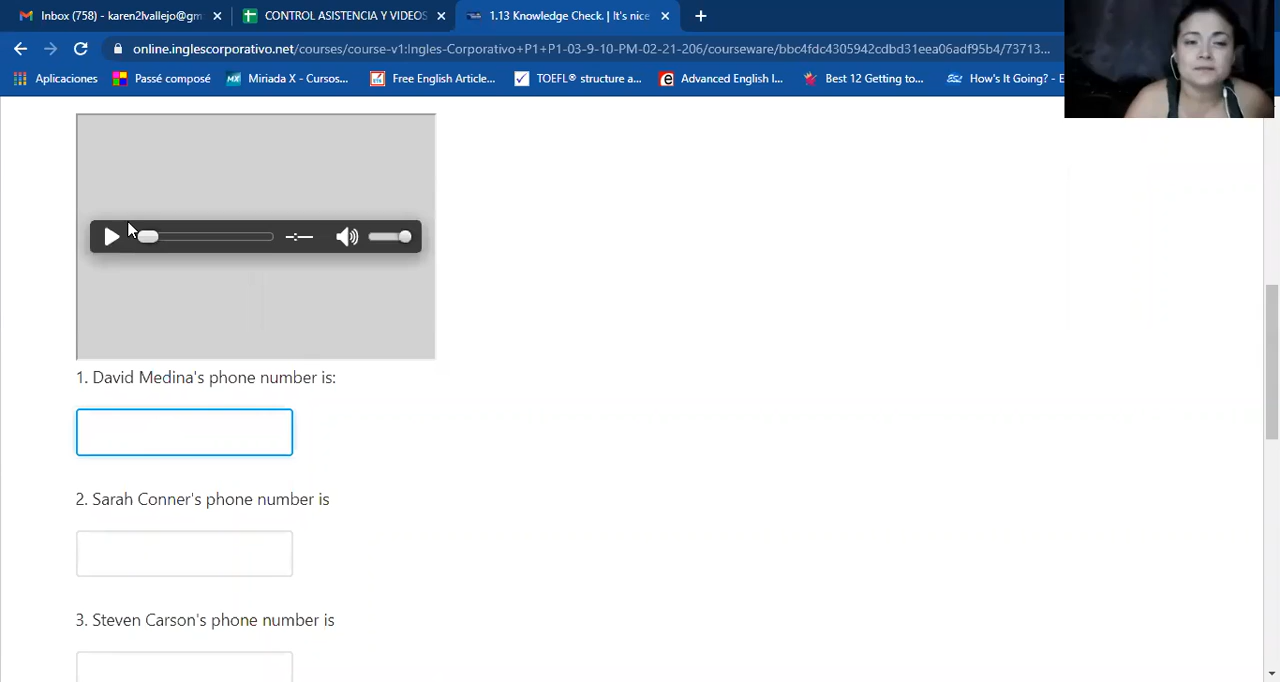 Inbox (758) - karen2lvallejo@gm
CONTROL ASISTENCIA Y VIDEOS
1.13 Knowledge Check. | It's nice
online.inglescorporativo.net/courses/course-v1:Ingles-Corporativo+P1+P1-03-9-10-PM-02-21-206/courseware/bbc4fdc4305942cdbd31eea06adf95b4/73713...
Aplicaciones
Passé composé
Miriada X - Cursos...
Free English Article...
TOEFL® structure a...
Advanced English l...
Best 12 Getting to...
How's It Going? - E
1. David Medina's phone number is:
2. Sarah Conner's phone number is
3. Steven Carson's phone number is